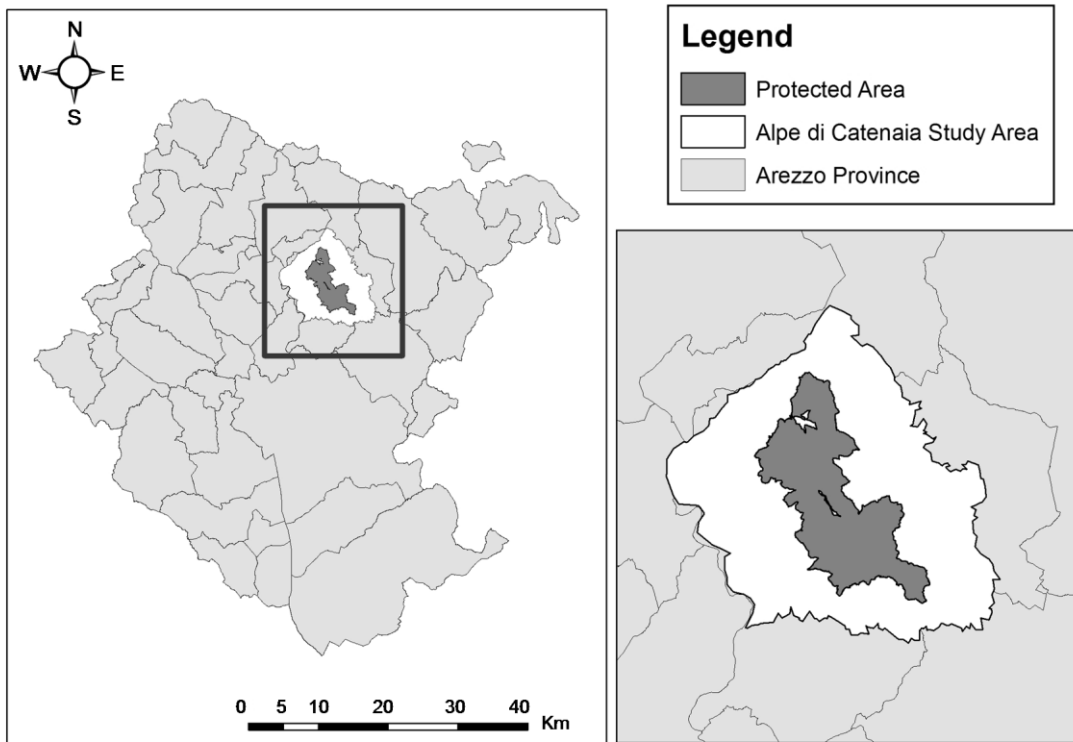 N
W E
S
Legend
Protected Area
Alpe di Catenaia Study Area
Arezzo Province
0 5 10 20 30 40
Km